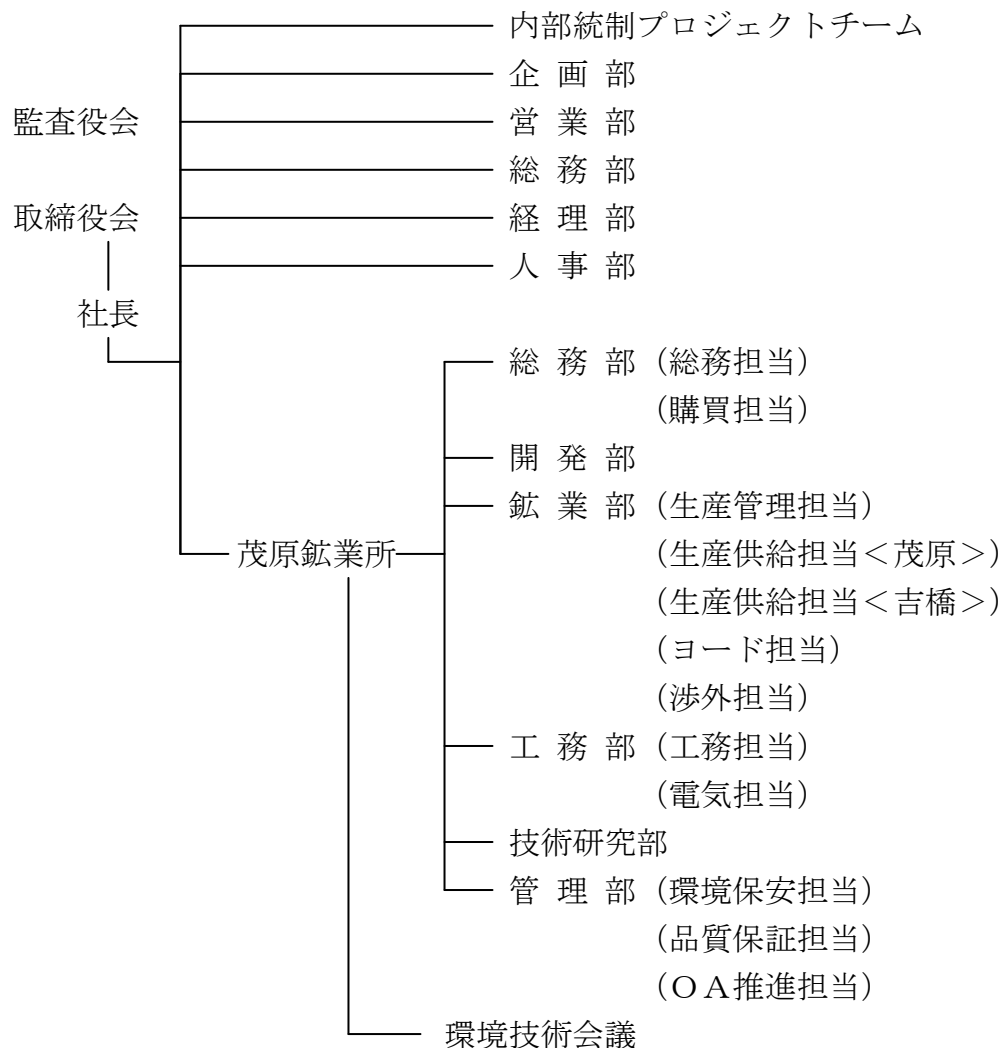 内部統制プロジェクトチーム
企 画 部
監査役会
営 業 部
総 務 部
取締役会
経 理 部
人 事 部
社長
総 務 部（総務担当）
（購買担当）
開 発 部
鉱 業 部（生産管理担当）
茂原鉱業所
（生産供給担当＜茂原＞）
（生産供給担当＜吉橋＞）
（ヨード担当）
（渉外担当）
工 務 部（工務担当）
（電気担当）
技術研究部
管 理 部（環境保安担当）
（品質保証担当）
（ＯＡ推進担当）
環境技術会議